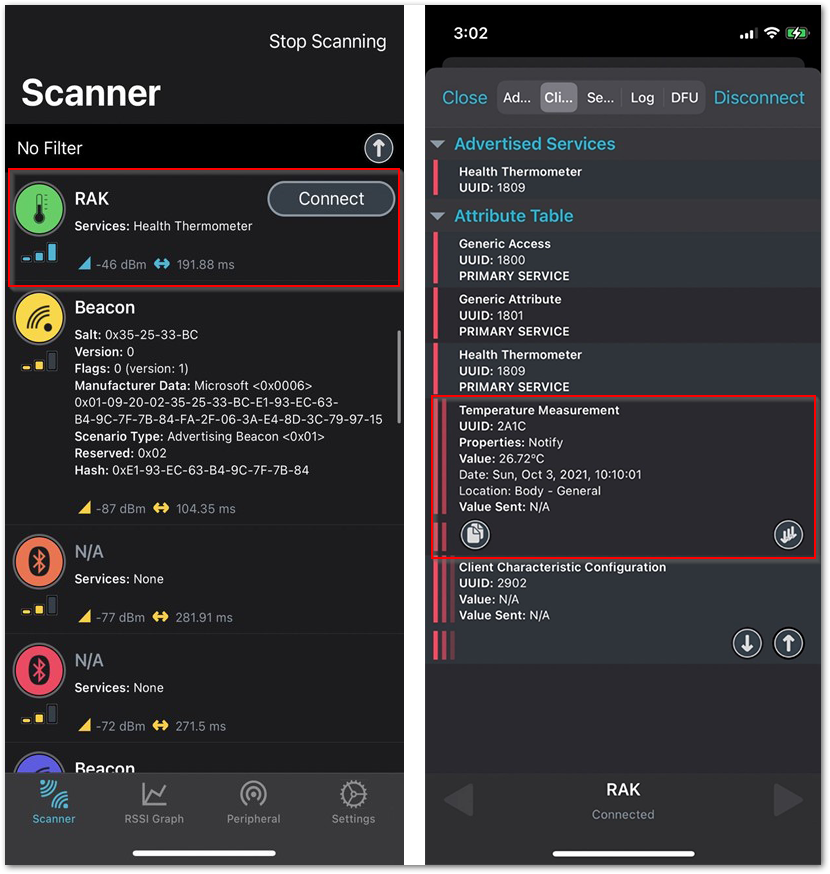 Stop Scanning
Scanner
No Filter
RAK
Connect
Services: Health Thermometer
-46 dBm 191.88 ms
Beacon
Salt: 0x35-25-33-BC
Version: 0
Flags: 0 (version: 1)
Manufacturer Data: Microsoft <0x0006>
0x01-09-20-02-35-25-33-BC-E1-93-EC-63-
B4-9C-7F-7B-84-FA-2F-06-3A-E4-8D-3C-79-97-15
Scenario Type: Advertising Beacon <0x01>
Reserved: 0x02
Hash: 0xE1-93-EC-63-B4-9C-7F-7B-84
-87 dBm 104.35 ms
N/A
Services: None
-77 dBm 281.91 ms
N/A
Services: None
-72 dBm 271.5 ms
Beacon
Scanner RSSI Graph Peripheral Settings
3:02
Close Ad... Cli... Se... Log DFU Disconnect
Advertised Services
Health Thermometer
UUID: 1809
Attribute Table
Generic Access
UUID: 1800
PRIMARY SERVICE
Generic Attribute
UUID: 1801
PRIMARY SERVICE
Health Thermometer
UUID: 1809
PRIMARY SERVICE
Temperature Measurement
UUID: 2A1C
Properties: Notify
Value: 26.72°C
Date: Sun, Oct 3, 2021, 10:10:01
Location: Body - General
Value Sent: N/A
Client Characteristic Configuration
UUID: 2902
Value: N/A
Value Sent: N/A
RAK
Connected